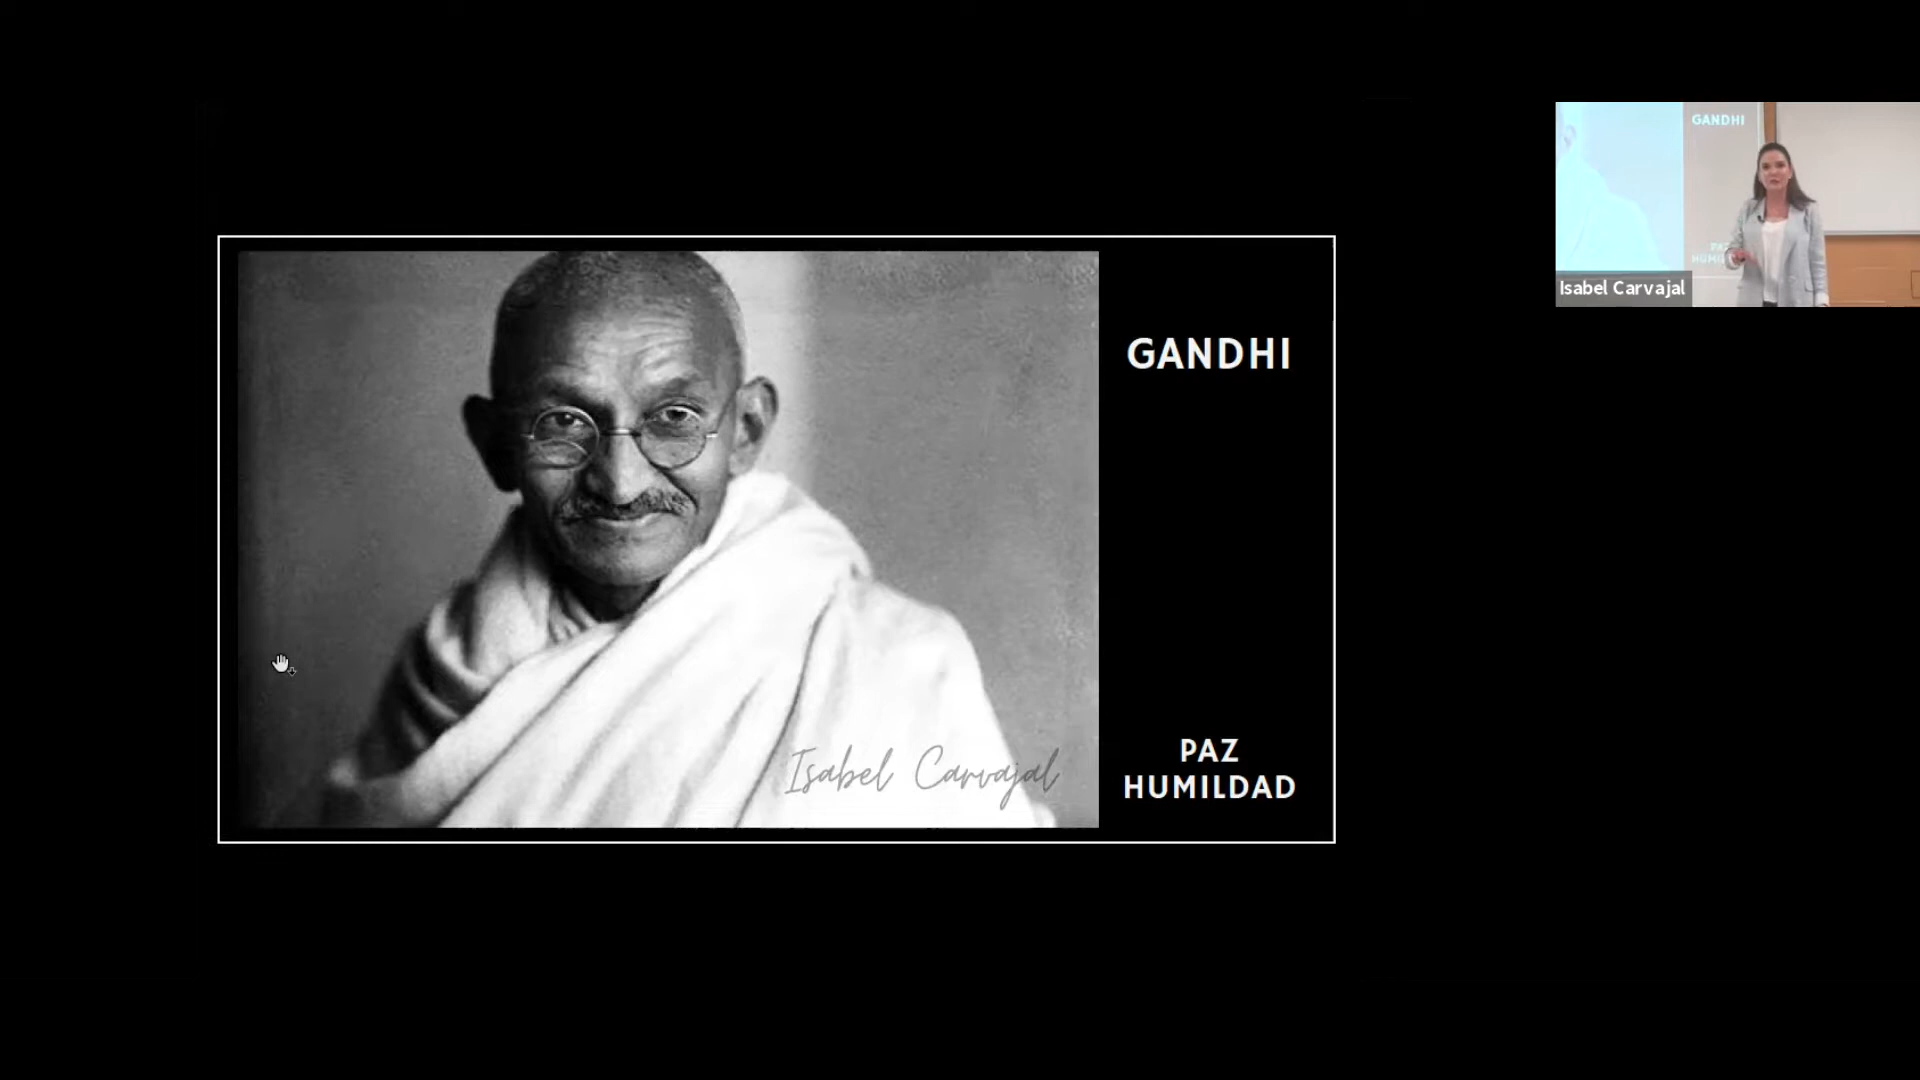 GANDHI
PAZ
HUMILDAD
Isabel Carvajal
GANDHI
Isabel Carvajal